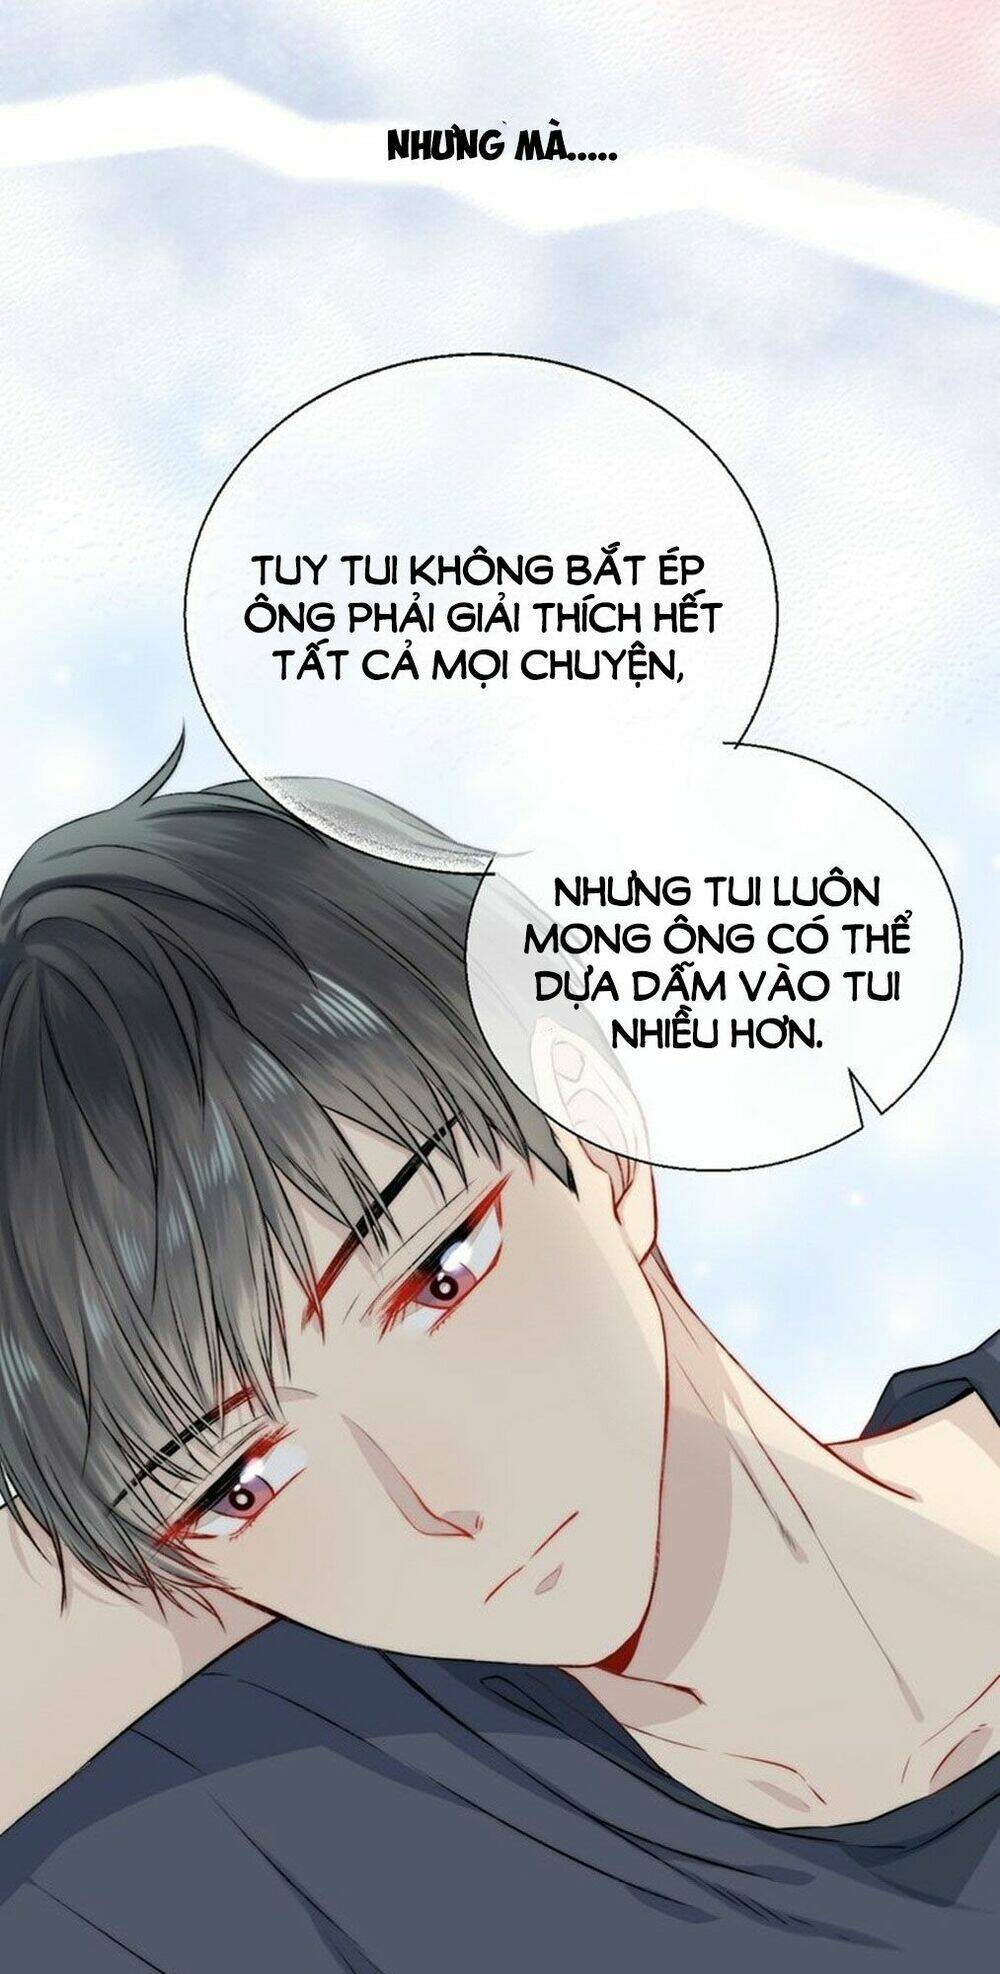 NHƯNG MÀ.....
TUY TUI KHÔNG BẮT ÉP
ÔNG PHẢI GIẢI THÍCH HẾT
TẤT CẢ MỌI CHUYỆN,
NHƯNG TUI LUÔN
MONG ÔNG CÓ THỂ
DỰA DẪM VÀO TUI
NHIỀU HƠN.